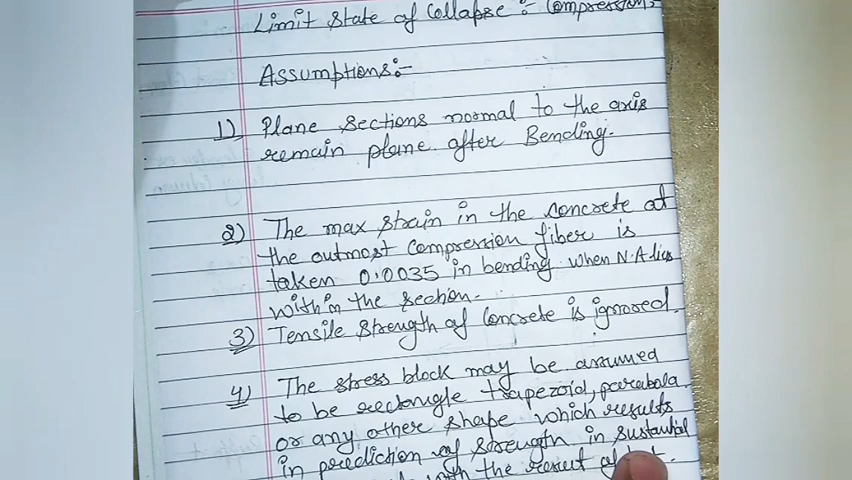 Limit State of Collapse :- Compression.
Assumptions:-
1) Plane sections normal to the axis
remain plane after Bending.
2) The max strain in the concrete at
the outmost compression fiber is
taken 0.0035 in bending when N.A lies
within the section.
3) Tensile Strength of Concrete is ignored.
4) The stress block may be assumed
to be rectangle trapezoid, parabola
or any other shape which results
in prediction of strength in sustantial
with the result of